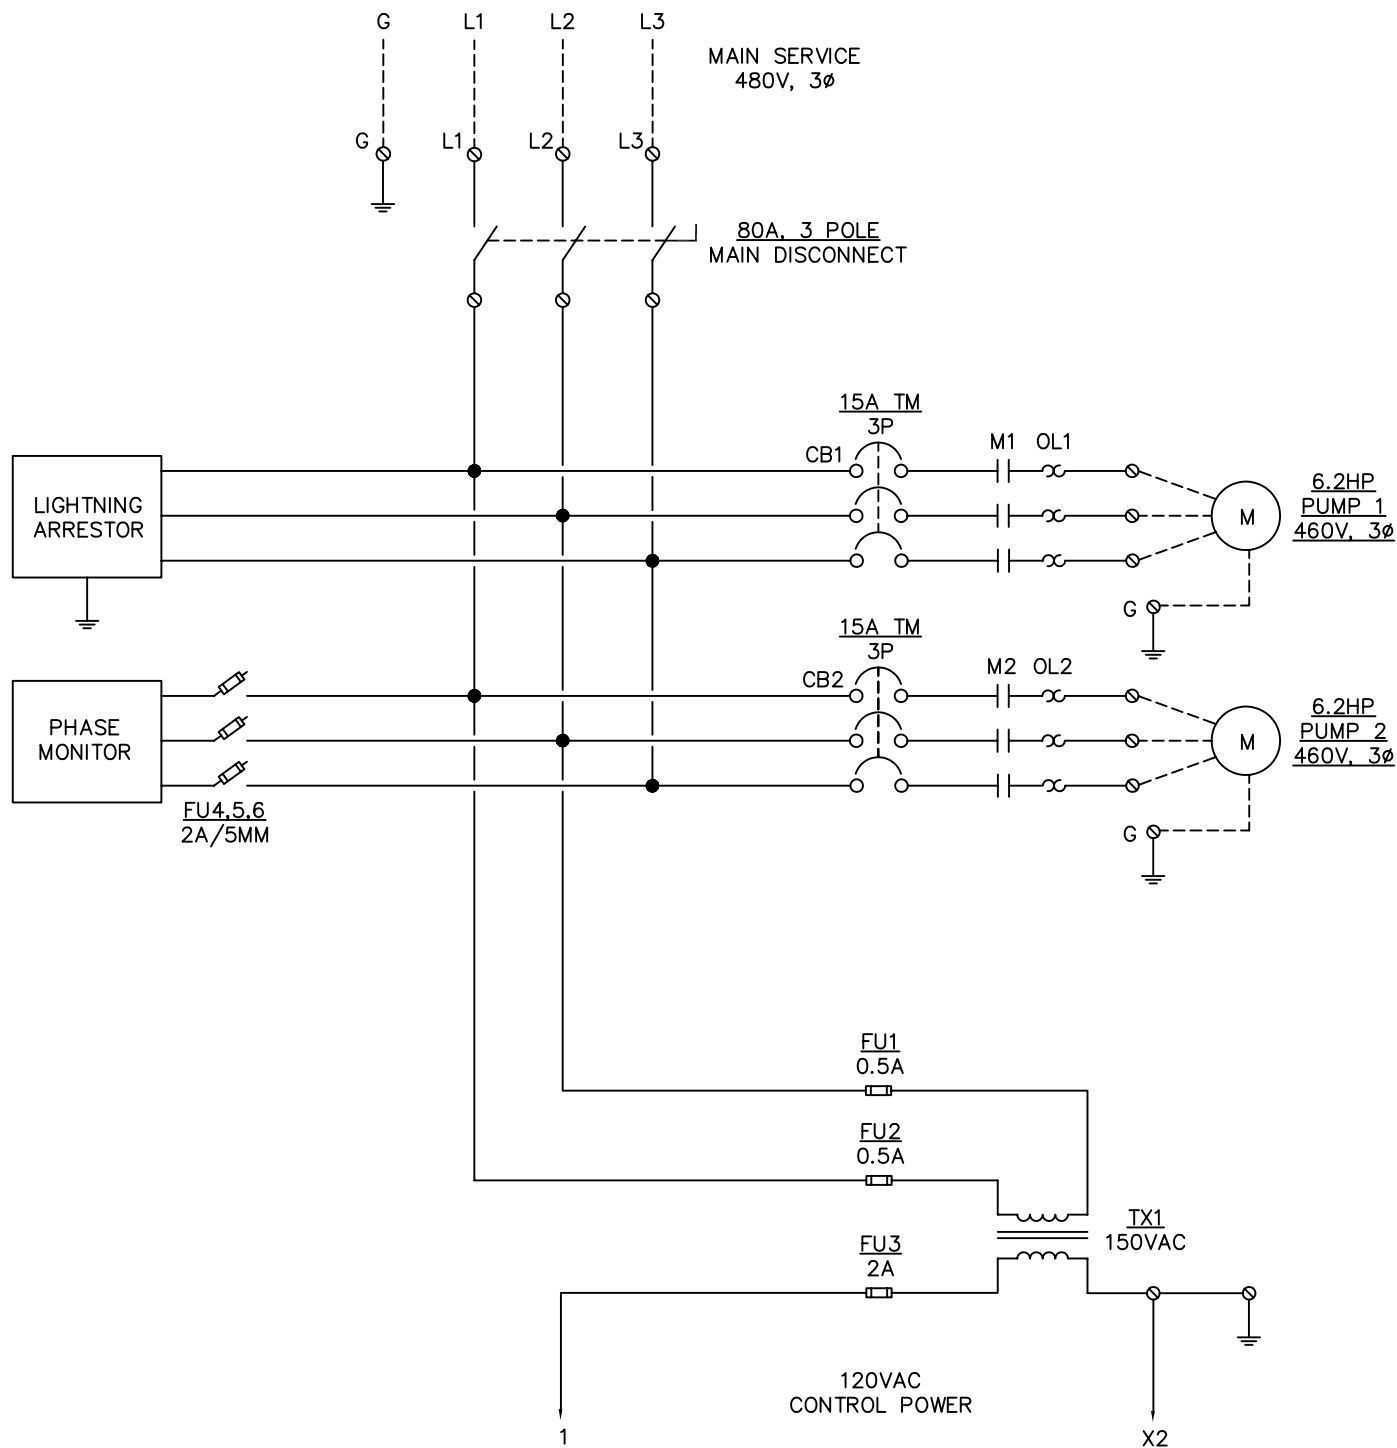 G L1 L2 L3
MAIN SERVICE
480V, 3ø
G L1 L2 L3
80A, 3 POLE
MAIN DISCONNECT
15A TM
3P
CB1 M1 OL1
LIGHTNING
ARRESTOR
6.2HP
PUMP 1
460V, 3ø
M
G
15A TM
3P
CB2 M2 OL2
PHASE
MONITOR
6.2HP
PUMP 2
460V, 3ø
M
FU4,5,6
2A/5MM
G
FU1
0.5A
FU2
0.5A
TX1
150VAC
FU3
2A
120VAC
CONTROL POWER
1 X2